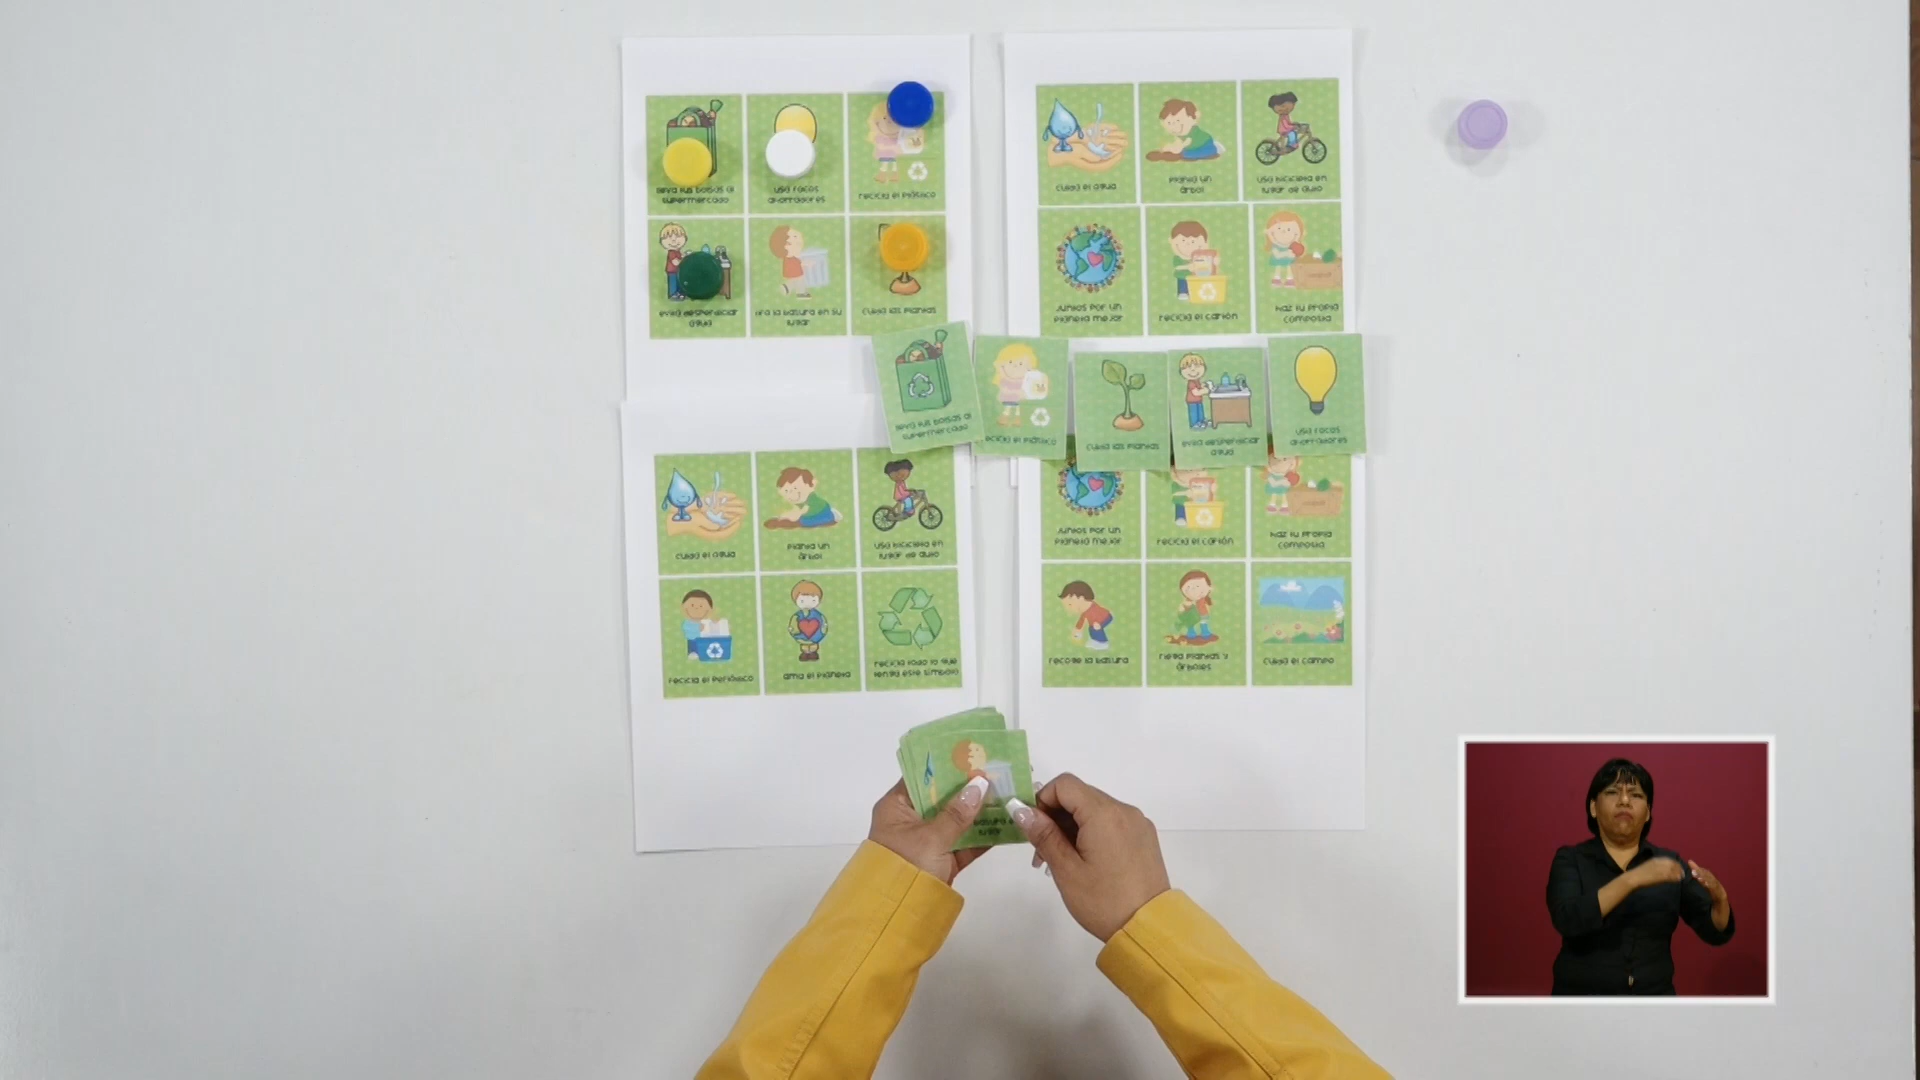 lleva tus bolsas al
supermercado
usa focos
ahorradores
recicla el plástico
evita desperdiciar
agua
tira la basura en su
lugar
cuida las plantas
cuida el agua
planta un
árbol
usa bicicleta en
lugar de auto
juntos por un
planeta mejor
recicla el cartón
haz tu propia
composta
lleva tus bolsas al
supermercado
recicla el plástico
cuida las plantas
evita desperdiciar
agua
usa focos
ahorradores
cuida el agua
planta un
árbol
usa bicicleta en
lugar de auto
recicla el periódico
ama el planeta
recicla todo lo que
tenga este símbolo
juntos por un
planeta mejor
recicla el cartón
haz tu propia
composta
recoge la basura
riega plantas y
árboles
cuida el campo
basura
lugar